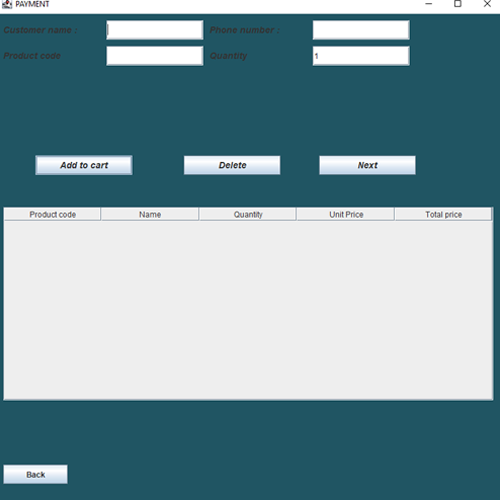 PAYMENT
Customer name : Phone number :
Product code Quantity 1
Add to cart Delete Next
Product code Name Quantity Unit Price Total price
Back